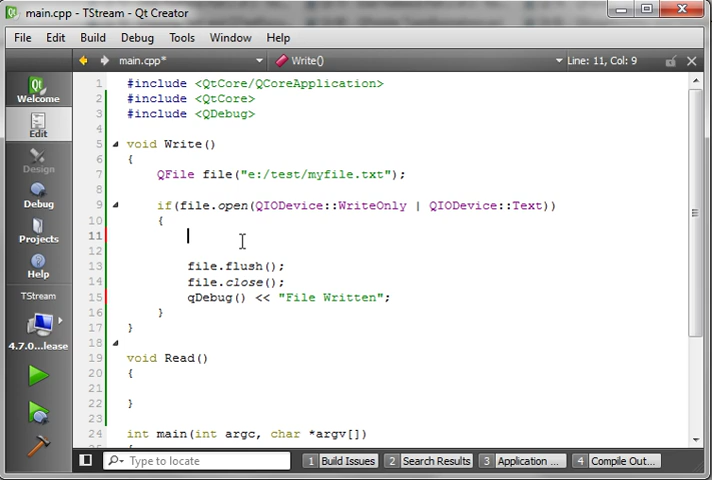 main.cpp - TStream - Qt Creator
File Edit Build Debug Tools Window Help
main.cpp* Write() Line: 11, Col: 9
Welcome
Edit
Design
Debug
Projects
Help
TStream
4.7.0...lease
1 #include <QtCore/QCoreApplication>
2 #include <QtCore>
3 #include <QDebug>
4
5 void Write()
6 {
7 QFile file("e:/test/myfile.txt");
8
9 if(file.open(QIODevice::WriteOnly | QIODevice::Text))
10 {
11
12
13 file.flush();
14 file.close();
15 qDebug() << "File Written";
16 }
17 }
18
19 void Read()
20 {
21
22 }
23
24 int main(int argc, char *argv[])
Type to locate 1 Build Issues 2 Search Results 3 Application ... 4 Compile Out...